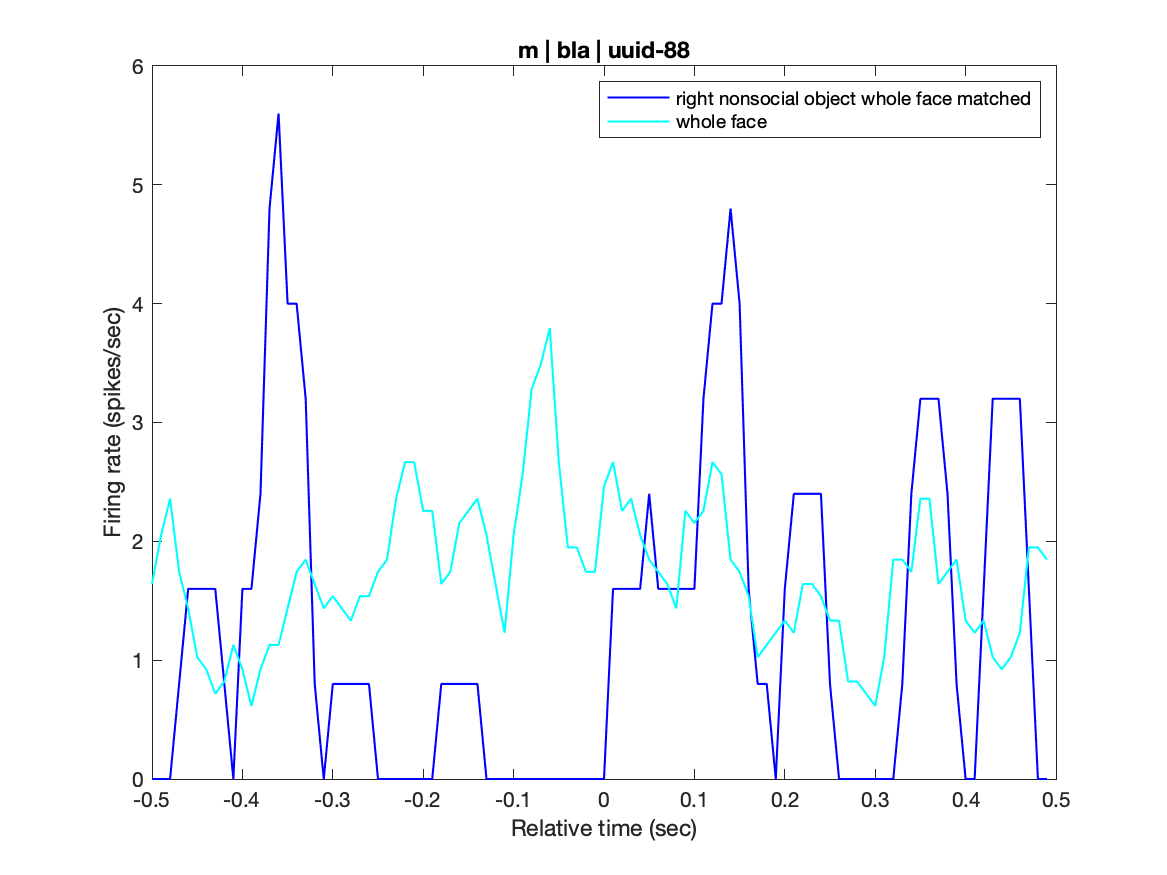 m | bla | uuid-88
right nonsocial object whole face matched
whole face
Firing rate (spikes/sec)
6
5
4
3
2
1
0
-0.5 -0.4 -0.3 -0.2 -0.1 0 0.1 0.2 0.3 0.4 0.5
Relative time (sec)